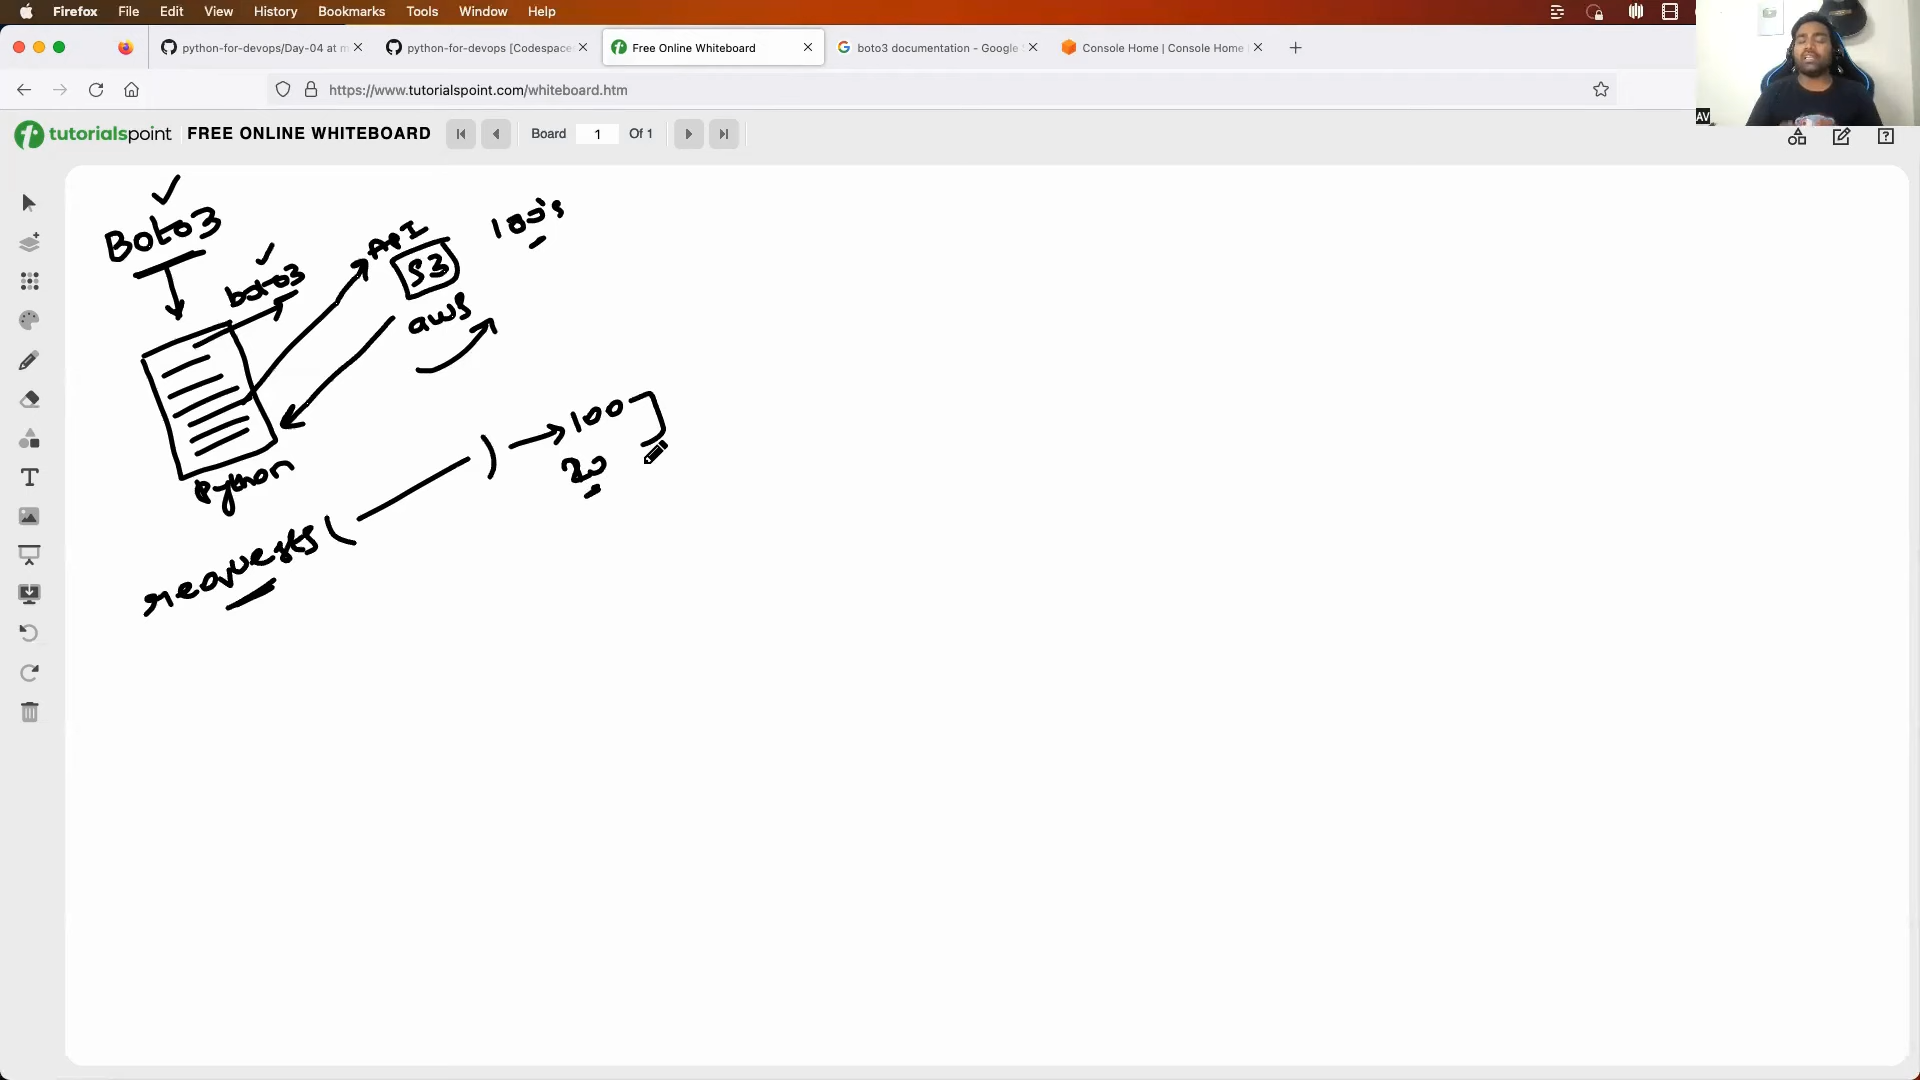 Firefox File Edit View History Bookmarks Tools Window Help
python-for-devops/Day-04 at m
python-for-devops [Codespace
Free Online Whiteboard
boto3 documentation - Google
Console Home | Console Home
https://www.tutorialspoint.com/whiteboard.htm
tutorialspoint FREE ONLINE WHITEBOARD Board 1 Of 1
AV
Boto3
API
100's
boto3
S3
aws
100
20
Python
requests( )
T